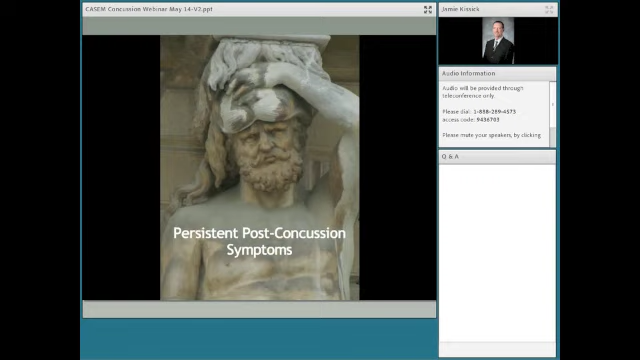 CASEM Concussion Webinar May 14-V2.ppt
Persistent Post-Concussion
Symptoms
Jamie Kissick
Audio Information
Audio will be provided through
teleconference only.
Please dial: 1-888-289-4573
access code: 9436703
Please mute your speakers, by clicking
Q & A